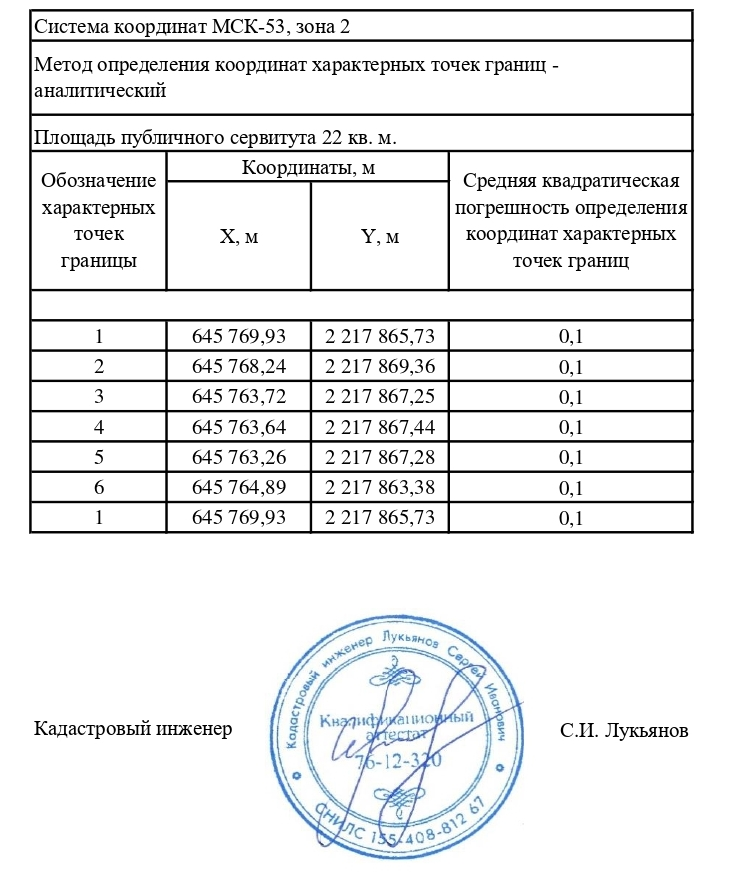 Система координат МСК-53, зона 2
Метод определения координат характерных точек границ -
аналитический
Площадь публичного сервитута 22 кв. м.
Обозначение
характерных
точек
границы
Координаты, м
X, м
Y, м
Средняя квадратическая
погрешность определения
координат характерных
точек границ
1 645 769,93 2 217 865,73 0,1
2 645 768,24 2 217 869,36 0,1
3 645 763,72 2 217 867,25 0,1
4 645 763,64 2 217 867,44 0,1
5 645 763,26 2 217 867,28 0,1
6 645 764,89 2 217 863,38 0,1
1 645 769,93 2 217 865,73 0,1
Кадастровый инженер
Кадастровый инженер Лукьянов Сергей Иванович
Квалификационный
аттестат
76-12-320
СНИЛС 155-408-812 67
С.И. Лукьянов